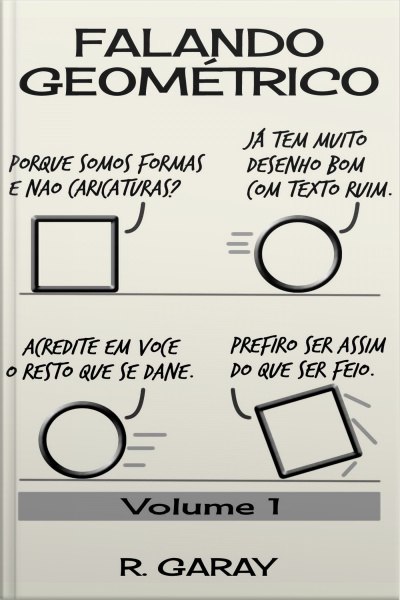 FALANDO
GEOMÉTRICO
PORQUE SOMOS FORMAS
E NAO CARICATURAS?
JÁ TEM MUITO
DESENHO BOM
COM TEXTO RUIM.
ACREDITE EM VOCE
O RESTO QUE SE DANE.
PREFIRO SER ASSIM
DO QUE SER FEIO.
Volume 1
R. GARAY